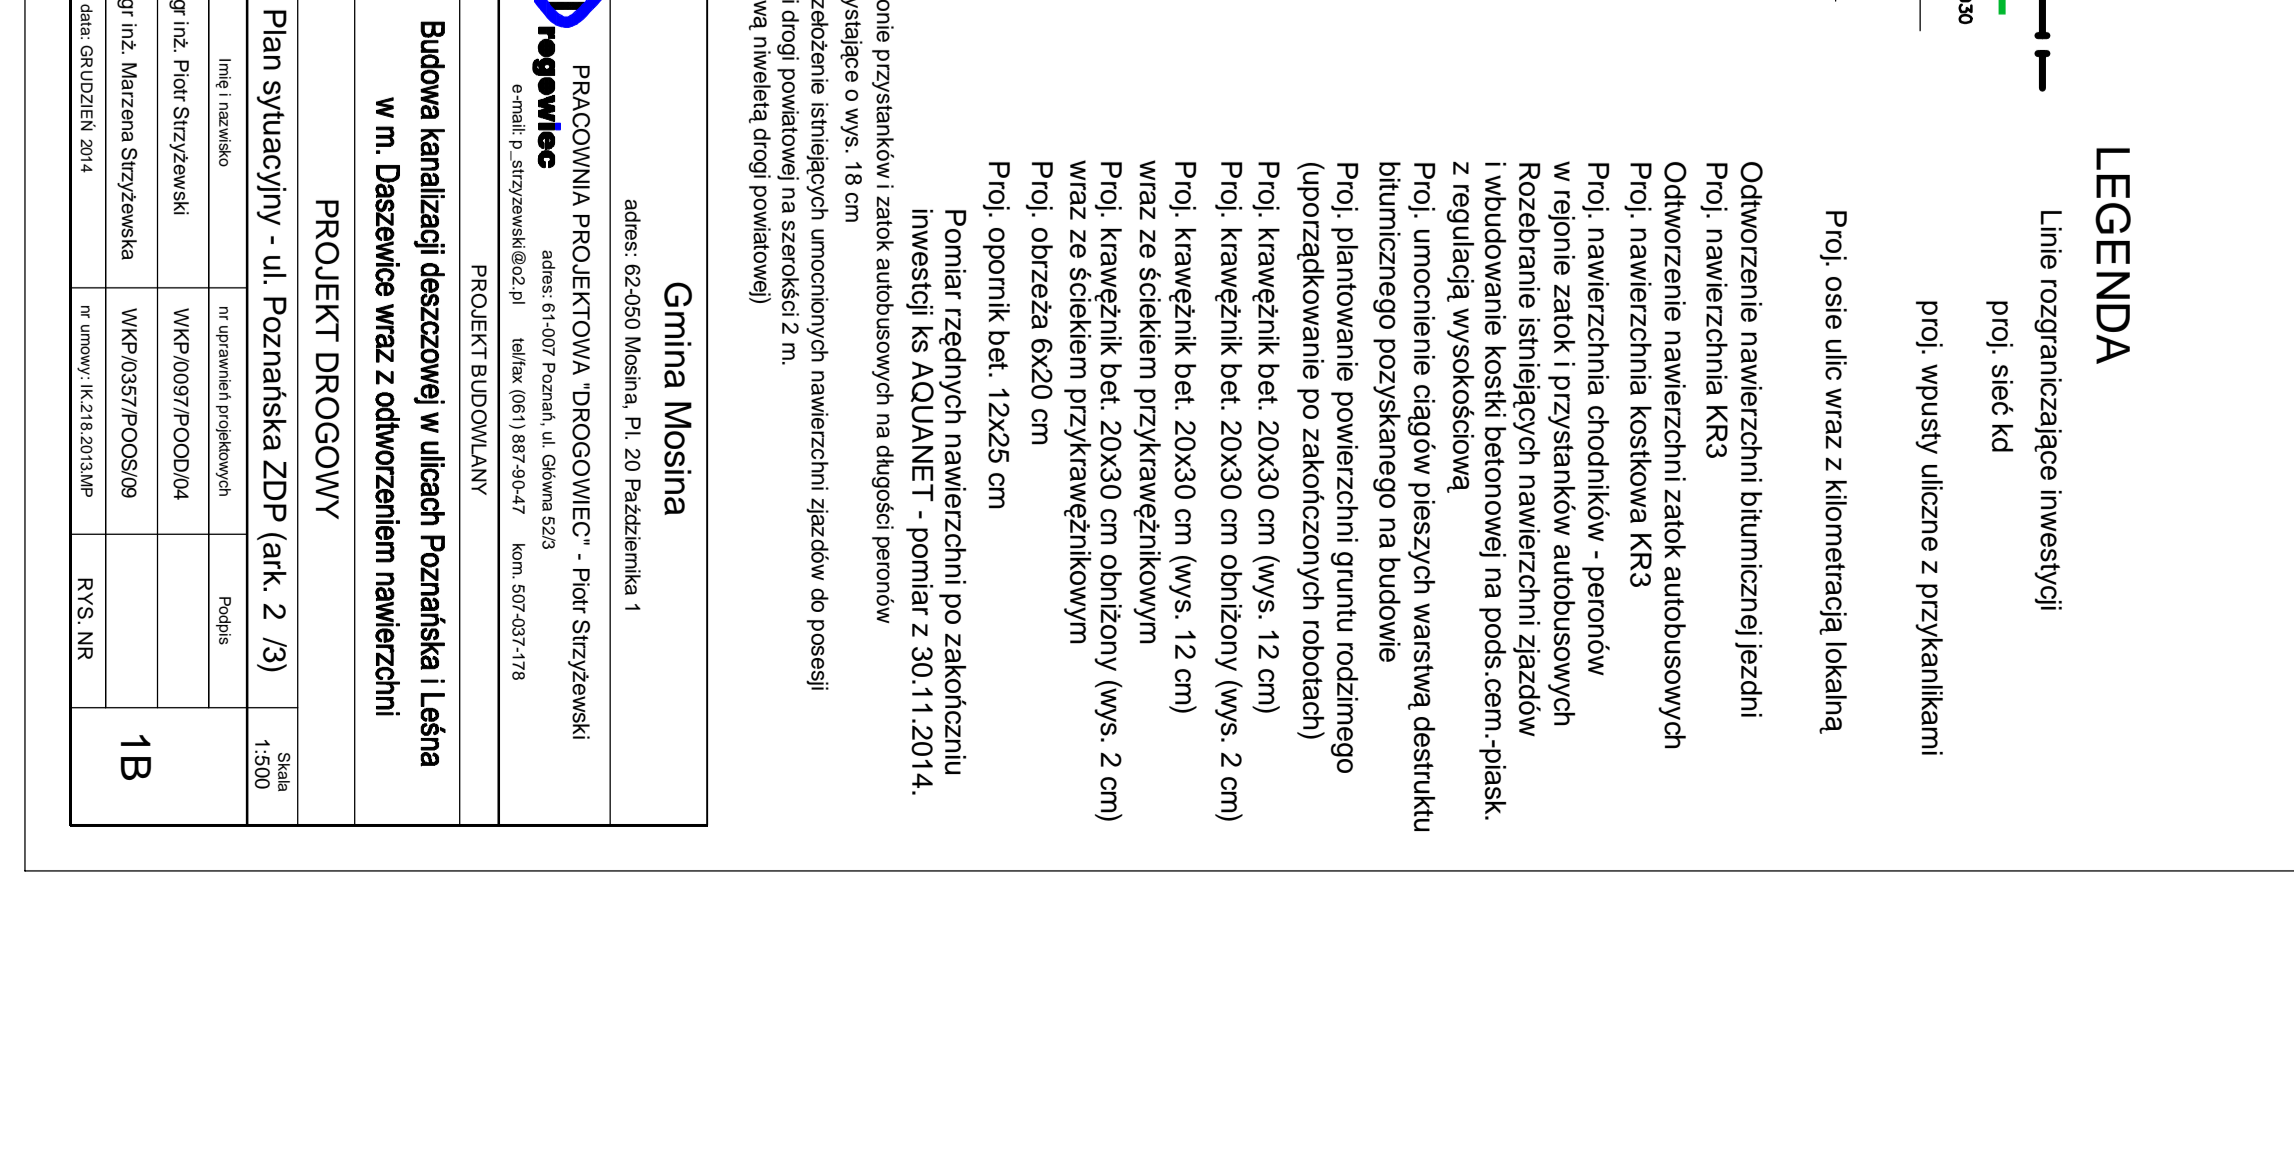 LEGENDA
Linie rozgraniczające inwestycji
proj. sieć kd
030
proj. wpusty uliczne z przykanlikami
Proj. osie ulic wraz z kilometracją lokalną
Odtworzenie nawierzchni bitumicznej jezdni
Proj. nawierzchnia KR3
Odtworzenie nawierzchni zatok autobusowych
Proj. nawierzchnia kostkowa KR3
Proj. nawierzchnia chodników - peronów
w rejonie zatok i przystanków autobusowych
Rozebranie istniejących nawierzchni zjazdów
i wbudowanie kostki betonowej na pods.cem.-piask.
z regulacją wysokościową
Proj. umocnienie ciągów pieszych warstwą destruktu
bitumicznego pozyskanego na budowie
Proj. plantowanie powierzchni gruntu rodzimego
(uporządkowanie po zakończonych robotach)
Proj. krawężnik bet. 20x30 cm (wys. 12 cm)
Proj. krawężnik bet. 20x30 cm obniżony (wys. 2 cm)
Proj. krawężnik bet. 20x30 cm (wys. 12 cm)
wraz ze ściekiem przykrawężnikowym
Proj. krawężnik bet. 20x30 cm obniżony (wys. 2 cm)
wraz ze ściekiem przykrawężnikowym
Proj. obrzeża 6x20 cm
Proj. opornik bet. 12x25 cm
Pomiar rzędnych nawierzchni po zakończniu
inwestcji ks AQUANET - pomiar z 30.11.2014.
onie przystanków i zatok autobusowych na długości peronów
ystające o wys. 18 cm
zełożenie istniejących umocnionych nawierzchni zjazdów do posesji
i drogi powiatowej na szerokści 2 m.
wą niweletą drogi powiatowej)
Gmina Mosina
adres: 62-050 Mosina, Pl. 20 Października 1
PRACOWNIA PROJEKTOWA "DROGOWIEC" - Piotr Strzyżewski
rogowiec
adres: 61-007 Poznań, ul. Główna 52/3
e-mail: p_strzyzewski@o2.pl tel/fax (061) 887-90-47 kom. 507-037-178
PROJEKT BUDOWLANY
Budowa kanalizacji deszczowej w ulicach Poznańska i Leśna
w m. Daszewice wraz z odtworzeniem nawierzchni
PROJEKT DROGOWY
Plan sytuacyjny - ul. Poznańska ZDP (ark. 2 /3)
Skala
1:500
Imię i nazwisko nr uprawnień projektowych Podpis
gr inż. Piotr Strzyżewski WKP/0097/POOD/04
gr inż. Marzena Strzyżewska WKP/0357/POOS/09
data: GRUDZIEŃ 2014 nr umowy: IK.218.2013.MP RYS. NR
1B